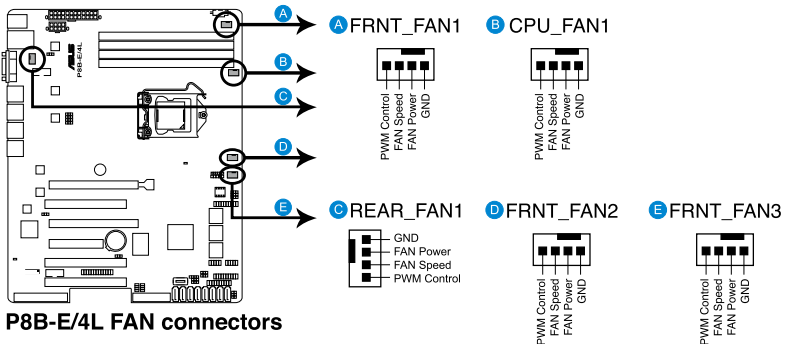 A
B
C
D
E
ASUS
P8B-E/4L
A FRNT_FAN1
PWM Control
FAN Speed
FAN Power
GND
B CPU_FAN1
PWM Control
FAN Speed
FAN Power
GND
C REAR_FAN1
GND
FAN Power
FAN Speed
PWM Control
D FRNT_FAN2
PWM Control
FAN Speed
FAN Power
GND
E FRNT_FAN3
PWM Control
FAN Speed
FAN Power
GND
P8B-E/4L FAN connectors